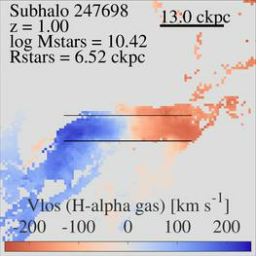 Subhalo 247698
z = 1.00
log Mstars = 10.42
Rstars = 6.52 ckpc
13.0 ckpc
Vlos (H-alpha gas) [km s⁻¹]
-200 -100 0 100 200